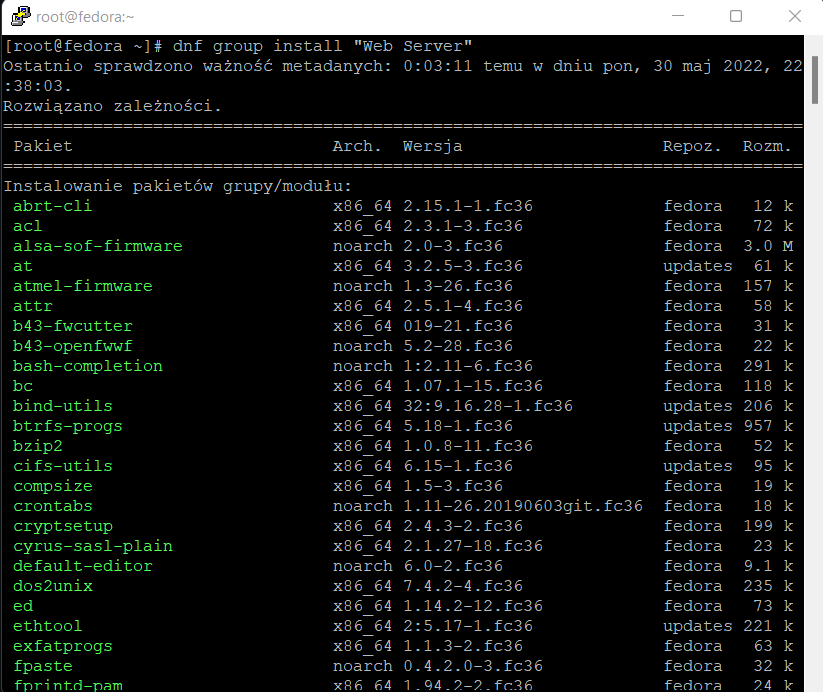 root@fedora:~
[root@fedora ~]# dnf group install "Web Server"
Ostatnio sprawdzono ważność metadanych: 0:03:11 temu w dniu pon, 30 maj 2022, 22
:38:03.
Rozwiązano zależności.
================================================================================
Pakiet Arch. Wersja Repoz. Rozm.
================================================================================
Instalowanie pakietów grupy/modułu:
abrt-cli x86_64 2.15.1-1.fc36 fedora 12 k
acl x86_64 2.3.1-3.fc36 fedora 72 k
alsa-sof-firmware noarch 2.0-3.fc36 fedora 3.0 M
at x86_64 3.2.5-3.fc36 updates 61 k
atmel-firmware noarch 1.3-26.fc36 fedora 157 k
attr x86_64 2.5.1-4.fc36 fedora 58 k
b43-fwcutter x86_64 019-21.fc36 fedora 31 k
b43-openfwwf noarch 5.2-28.fc36 fedora 22 k
bash-completion noarch 1:2.11-6.fc36 fedora 291 k
bc x86_64 1.07.1-15.fc36 fedora 118 k
bind-utils x86_64 32:9.16.28-1.fc36 updates 206 k
btrfs-progs x86_64 5.18-1.fc36 updates 957 k
bzip2 x86_64 1.0.8-11.fc36 fedora 52 k
cifs-utils x86_64 6.15-1.fc36 updates 95 k
compsize x86_64 1.5-3.fc36 fedora 19 k
crontabs noarch 1.11-26.20190603git.fc36 fedora 18 k
cryptsetup x86_64 2.4.3-2.fc36 fedora 199 k
cyrus-sasl-plain x86_64 2.1.27-18.fc36 fedora 23 k
default-editor noarch 6.0-2.fc36 fedora 9.1 k
dos2unix x86_64 7.4.2-4.fc36 fedora 235 k
ed x86_64 1.14.2-12.fc36 fedora 73 k
ethtool x86_64 2:5.17-1.fc36 updates 221 k
exfatprogs x86_64 1.1.3-2.fc36 fedora 63 k
fpaste noarch 0.4.2.0-3.fc36 fedora 32 k
fprintd-pam x86_64 1.94.2-2.fc36 fedora 24 k